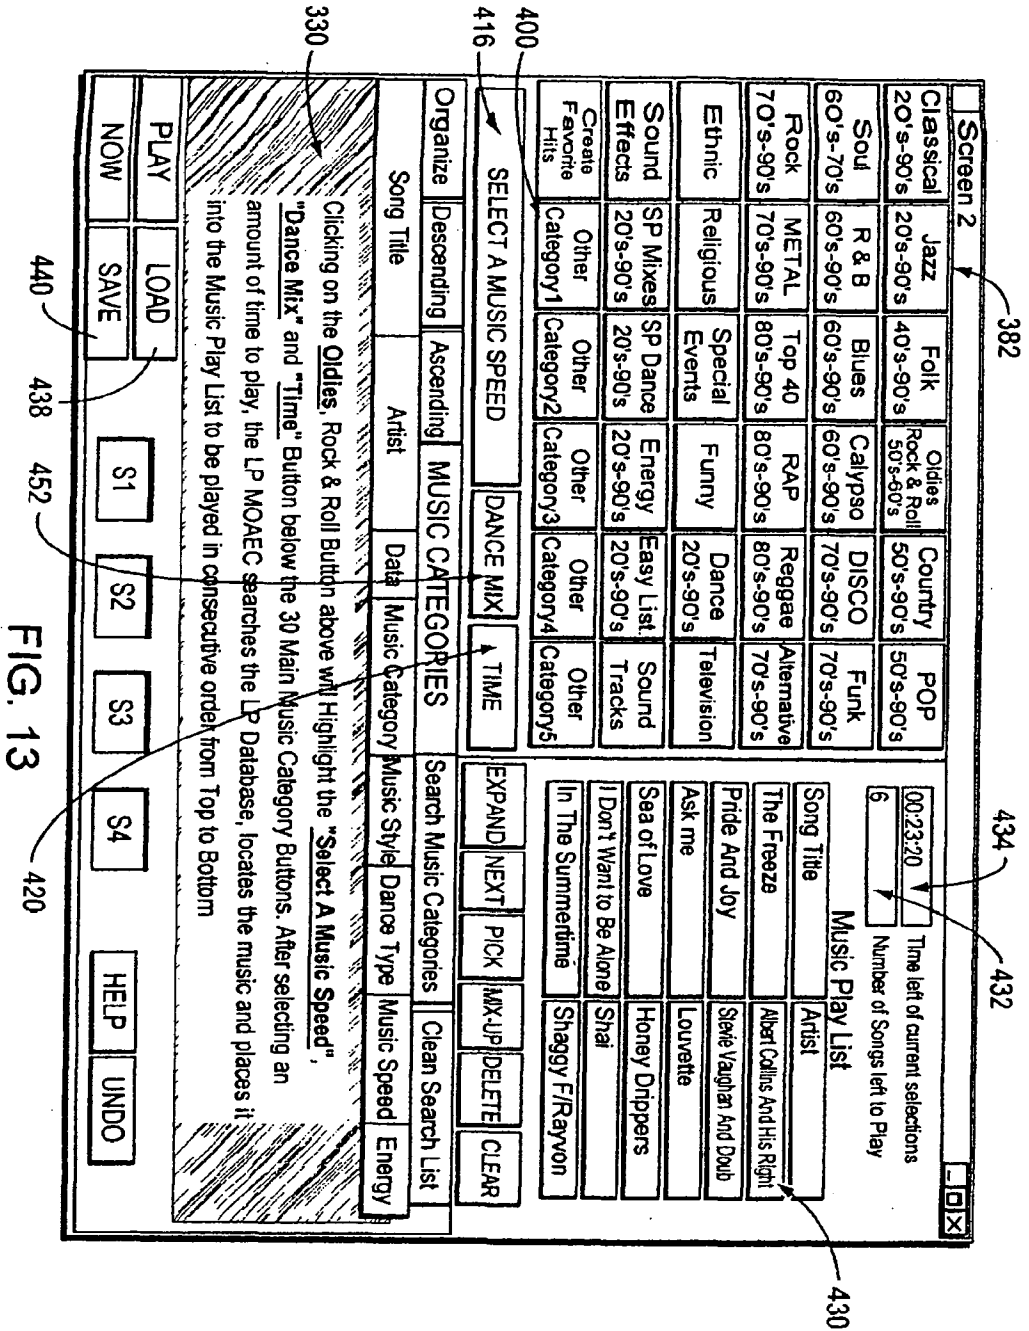 382
Screen 2
Classical 20's-90's
Jazz 20's-90's
Folk 40's-90's
Oldies Rock & Roll 50's-60's
Country 50's-90's
POP 50's-90's
Soul 60's-70's
R & B 60's-90's
Blues 60's-90's
Calypso 60's-90's
DISCO 70's-90's
Funk 70's-90's
Rock 70's-90's
METAL 70's-90's
Top 40 80's-90's
RAP 80's-90's
Reggae 80's-90's
Alternative 70's-90's
Ethnic
Religious
Special Events
Funny
Dance 20's-90's
Television
Sound Effects
SP Mixes 20's-90's
SP Dance 20's-90's
Energy 20's-90's
Easy List. 20's-90's
Sound Tracks
Create Favorite Hits
Other Category1
Other Category2
Other Category3
Other Category4
Other Category5
434
432
00:23:20 Time left of current selections
6 Number of Songs left to Play
Music Play List
Song Title Artist
The Freeze Albert Collins And His Right
Pride And Joy Stevie Vaughan And Doub
Ask me Louvette
Sea of Love Honey Drippers
I Don't Want to Be Alone Shai
In The Summertime Shaggy F/Rayvon
430
400
416
SELECT A MUSIC SPEED DANCE MIX TIME EXPAND NEXT PICK MIX-UP DELETE CLEAR
Organize Descending Ascending MUSIC CATEGORIES Search Music Categories Clean Search List
Song Title Artist Data Music Category Music Style Dance Type Music Speed Energy
330
Clicking on the Oldies, Rock & Roll Button above will Highlight the "Select A Music Speed",
"Dance Mix" and "Time" Button below the 30 Main Music Category Buttons. After selecting an
amount of time to play, the LP MOAEC searches the LP Database, locates the music and places it
into the Music Play List to be played in consecutive order from Top to Bottom
PLAY LOAD
NOW SAVE
S1 S2 S3 S4
HELP UNDO
440
438
452
420
FIG. 13